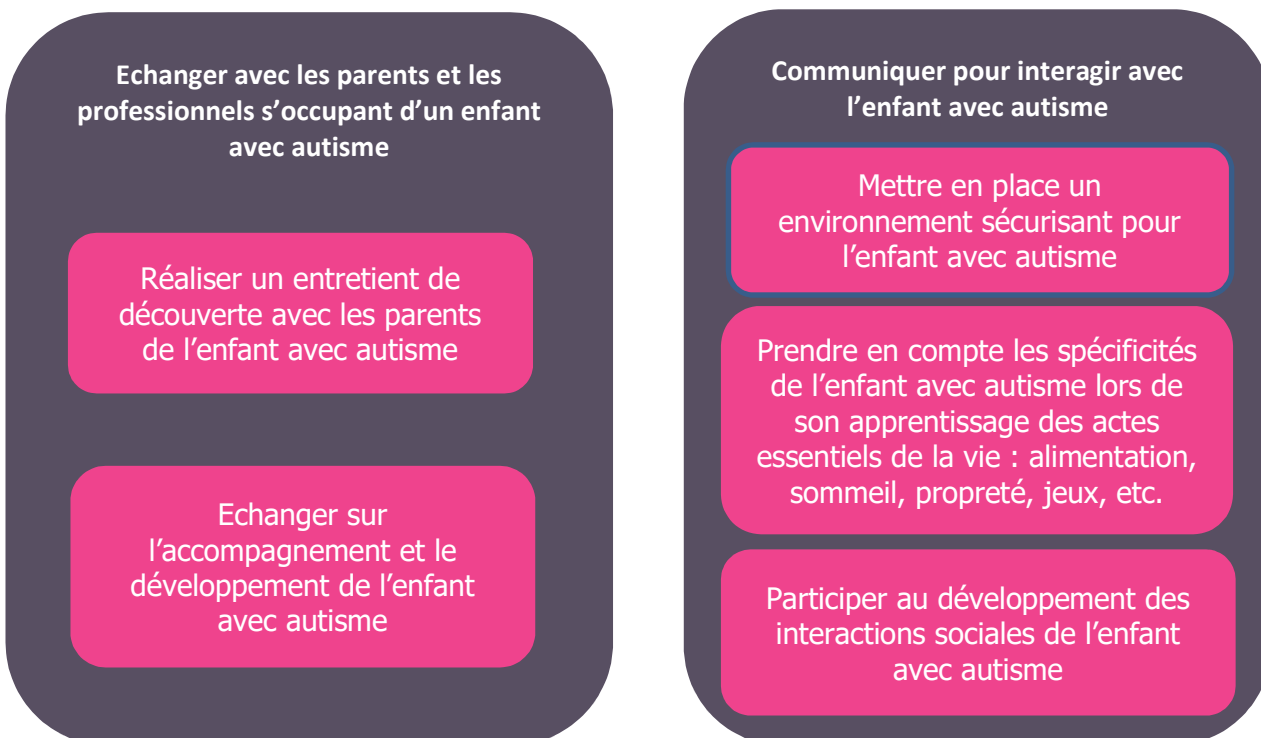 Echanger avec les parents et les
professionnels s’occupant d’un enfant
avec autisme
Réaliser un entretient de
découverte avec les parents
de l’enfant avec autisme
Echanger sur
l’accompagnement et le
développement de l’enfant
avec autisme
Communiquer pour interagir avec
l’enfant avec autisme
Mettre en place un
environnement sécurisant pour
l’enfant avec autisme
Prendre en compte les spécificités
de l’enfant avec autisme lors de
son apprentissage des actes
essentiels de la vie : alimentation,
sommeil, propreté, jeux, etc.
Participer au développement des
interactions sociales de l’enfant
avec autisme